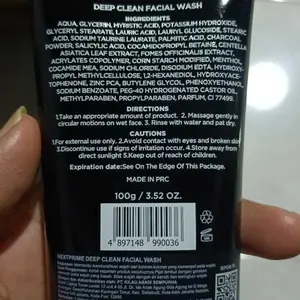 DEEP CLEAN FACIAL WASH
INGREDIENTS
AQUA, GLYCERIN, MYRISTIC ACID, POTASSIUM HYDROXIDE,
GLYCERYL STEARATE, LAURIC ACID, LAURYL GLUCOSIDE, STEARIC
ACID, SODIUM TAURINE LAURATE, PALMITIC ACID, CHARCOAL
POWDER, SALICYLIC ACID, COCAMIDOPROPYL BETAINE, CENTELLA
ASIATICA LEAF EXTRACT, FOMES OFFICINALIS EXTRACT,
ACRYLATES COPOLYMER, CORN STARCH MODIFIED, MENTHOL,
COCAMIDE MEA, SODIUM CHLORIDE, DISODIUM EDTA, HYDROXY
PROPYL METHYLCELLULOSE, 1,2-HEXANEDIOL, HYDROXYACE-
TOPHENONE, ZINC PCA, BUTYLENE GLYCOL, PHENOXYETHANOL,
SODIUM BENZOATE, PEG-40 HYDROGENATED CASTOR OIL,
METHYLPARABEN, PROPYLPARABEN, PARFUM, CI 77499.
DIRECTIONS
1.Take an appropriate amount of product. 2. Massage gently in
circular motions on wet face. 3. Rinse with water and pat dry.
CAUTIONS
1.For external use only. 2.Avoid contact with eyes and broken skin
3.Discontinue use if signs of irritation occur. 4.Store away from
direct sunlight 5.Keep out of reach of children.
Expiration date:See On The Edge Of This Package.
MADE IN PRC
100g / 3.52 OZ.
4 897148 990036
NEXTPRIME DEEP CLEAN FACIAL WASH